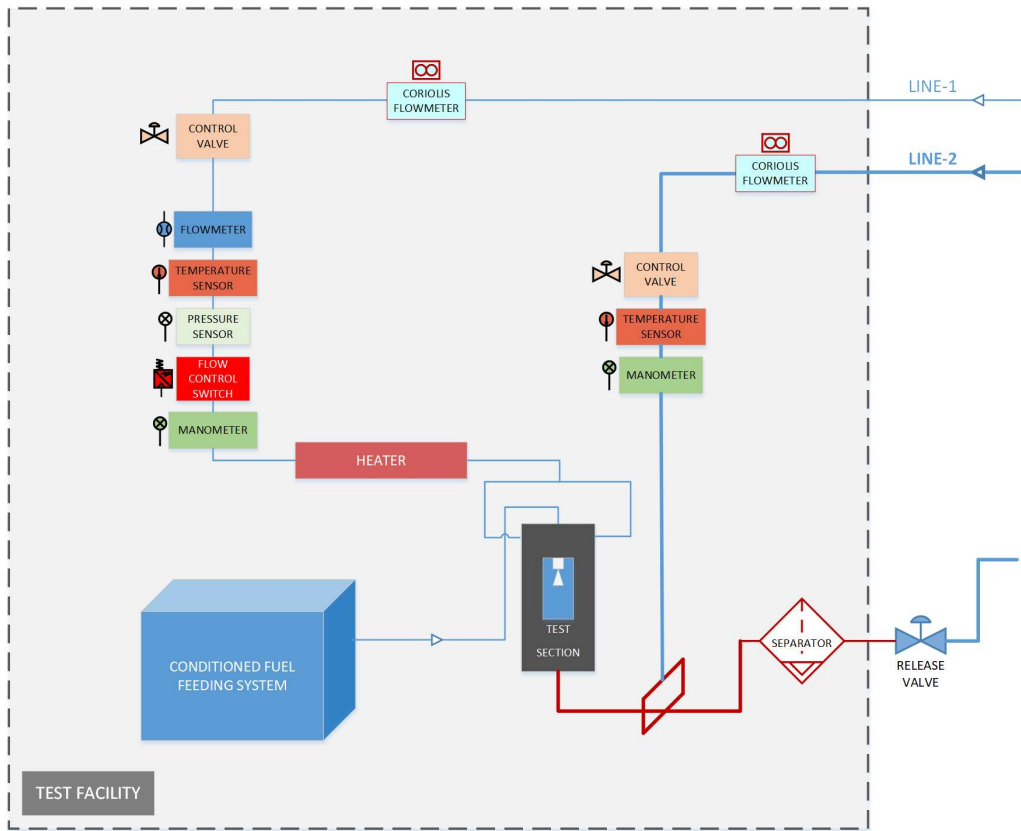 LINE-1
CORIOLIS
FLOWMETER
CONTROL
VALVE
CORIOLIS
FLOWMETER
LINE-2
FLOWMETER
TEMPERATURE
SENSOR
CONTROL
VALVE
PRESSURE
SENSOR
TEMPERATURE
SENSOR
FLOW
CONTROL
SWITCH
MANOMETER
MANOMETER
HEATER
TEST
SECTION
CONDITIONED FUEL
FEEDING SYSTEM
SEPARATOR
RELEASE
VALVE
TEST FACILITY